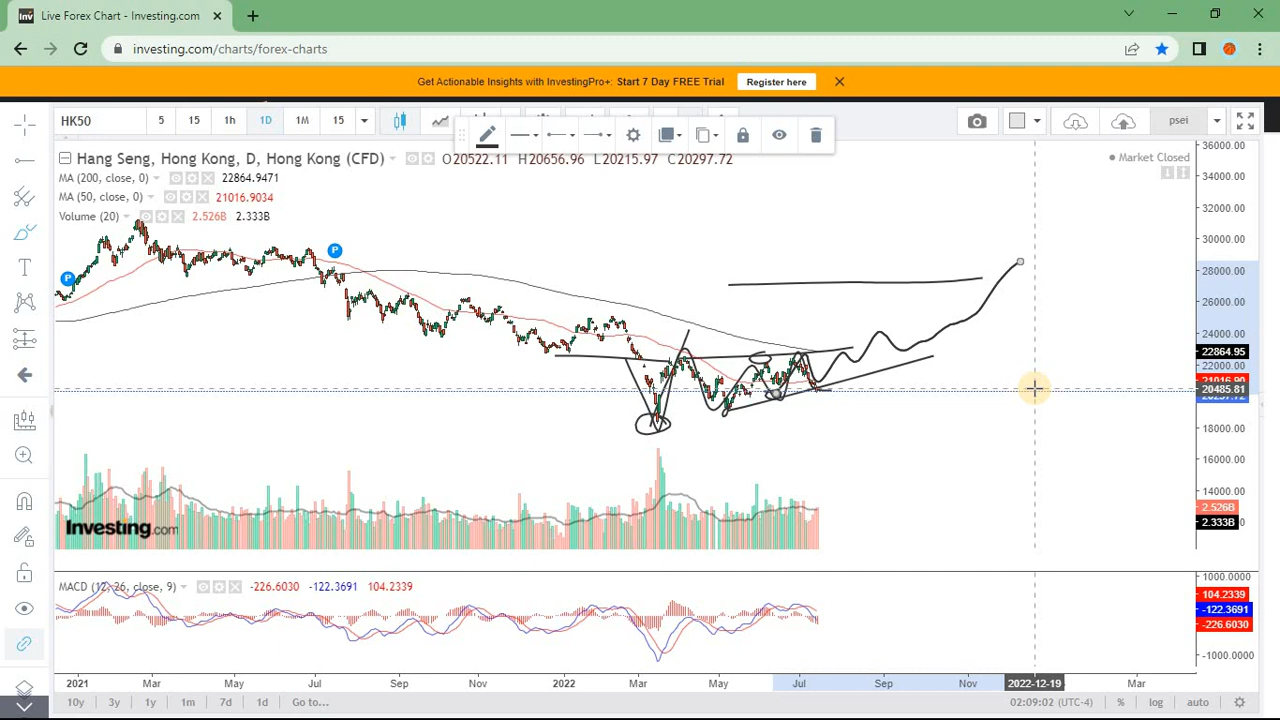 Live Forex Chart - Investing.com
investing.com/charts/forex-charts
Get Actionable Insights with InvestingPro+: Start 7 Day FREE Trial Register here
HK50 5 15 1h 1D 1M 15 psei
Hang Seng, Hong Kong, D, Hong Kong (CFD) O20522.11 H20656.96 L20215.97 C20297.72 Market Closed
MA (200, close, 0) 22864.9471
MA (50, close, 0) 21016.9034
Volume (20) 2.526B 2.333B
P
P
36000.00
34000.00
32000.00
30000.00
28000.00
26000.00
24000.00
22864.95
22000.00
21016.90
20485.81
18000.00
16000.00
14000.00
2.526B
2.333B
Investing.com
MACD (12, 26, close, 9) -226.6030 -122.3691 104.2339
1000.0000
104.2339
-122.3691
-226.6030
-1000.0000
2021 Mar May Jul Sep Nov 2022 Mar May Jul Sep Nov 2022-12-19 Mar
10y 3y 1y 1m 7d 1d Go to... 02:09:02 (UTC-4) % log auto